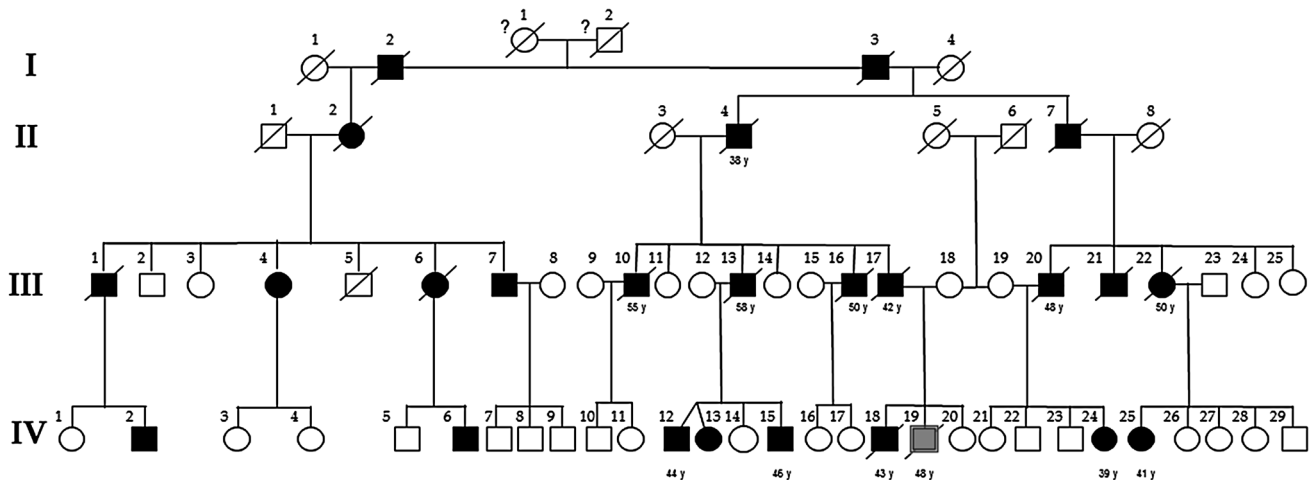 ? 1 ? 2
I 1 2 3 4
II 1 2 3 4 5 6 7 8
38 y
III 1 2 3 4 5 6 7 8 9 10 11 12 13 14 15 16 17 18 19 20 21 22 23 24 25
55 y 58 y 50 y 42 y 48 y 50 y
IV 1 2 3 4 5 6 7 8 9 10 11 12 13 14 15 16 17 18 19 20 21 22 23 24 25 26 27 28 29
44 y 46 y 43 y 48 y 39 y 41 y